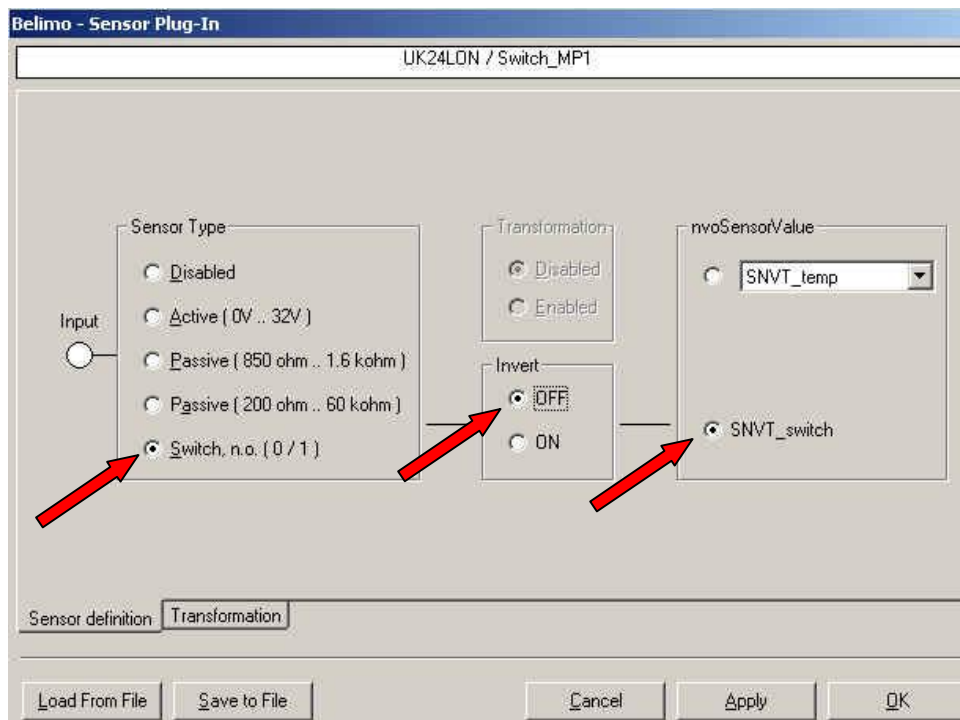 Belimo - Sensor Plug-In
UK24LON / Switch_MP1
Sensor Type
Disabled
Active ( 0V .. 32V )
Passive ( 850 ohm .. 1.6 kohm )
Passive ( 200 ohm .. 60 kohm )
Switch, n.o. ( 0 / 1 )
Input
Transformation
Disabled
Enabled
Invert
OFF
ON
nvoSensorValue
SNVT_temp
SNVT_switch
Sensor definition
Transformation
Load From File
Save to File
Cancel
Apply
OK